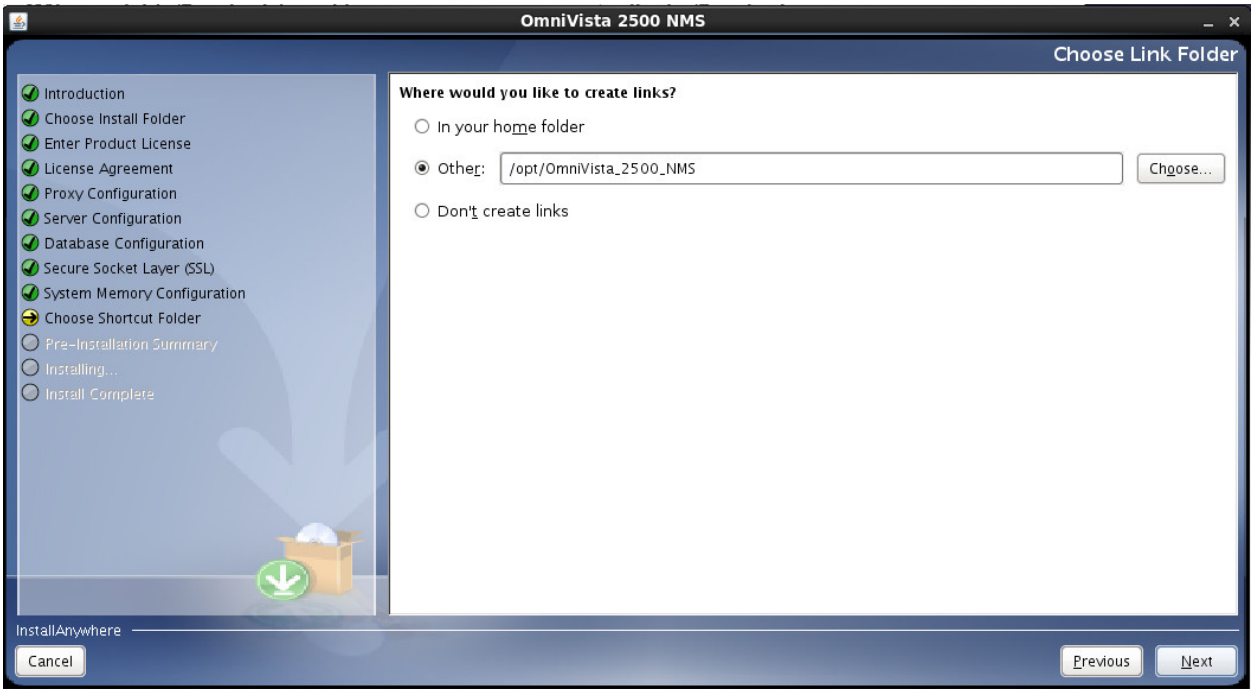 OmniVista 2500 NMS
Choose Link Folder
Introduction
Choose Install Folder
Enter Product License
License Agreement
Proxy Configuration
Server Configuration
Database Configuration
Secure Socket Layer (SSL)
System Memory Configuration
Choose Shortcut Folder
Pre-Installation Summary
Installing...
Install Complete
Where would you like to create links?
In your home folder
Other: /opt/OmniVista_2500_NMS Choose...
Don't create links
InstallAnywhere
Cancel Previous Next